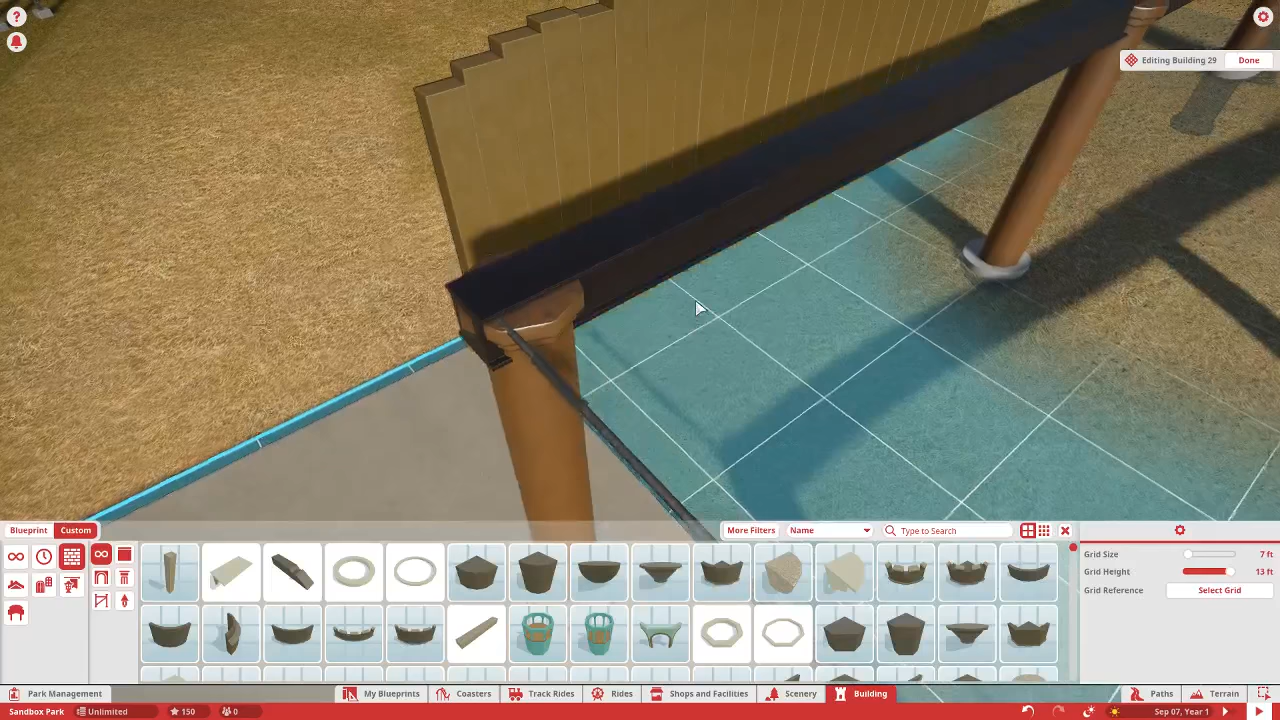 ?
Editing Building 29
Done
Blueprint
Custom
More Filters
Name
Type to Search
Grid Size
7 ft
Grid Height
13 ft
Grid Reference
Select Grid
Park Management
My Blueprints
Coasters
Track Rides
Rides
Shops and Facilities
Scenery
Building
Paths
Terrain
Sandbox Park
Unlimited
150
0
Sep 07, Year 1